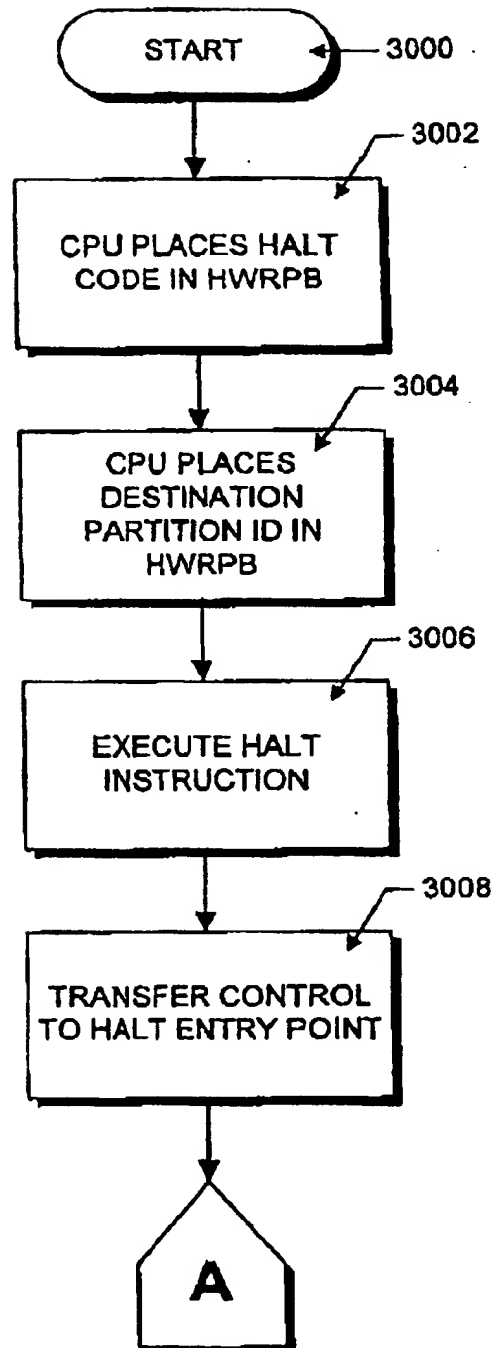 START
3000
3002
CPU PLACES HALT
CODE IN HWRPB
3004
CPU PLACES
DESTINATION
PARTITION ID IN
HWRPB
3006
EXECUTE HALT
INSTRUCTION
3008
TRANSFER CONTROL
TO HALT ENTRY POINT
A